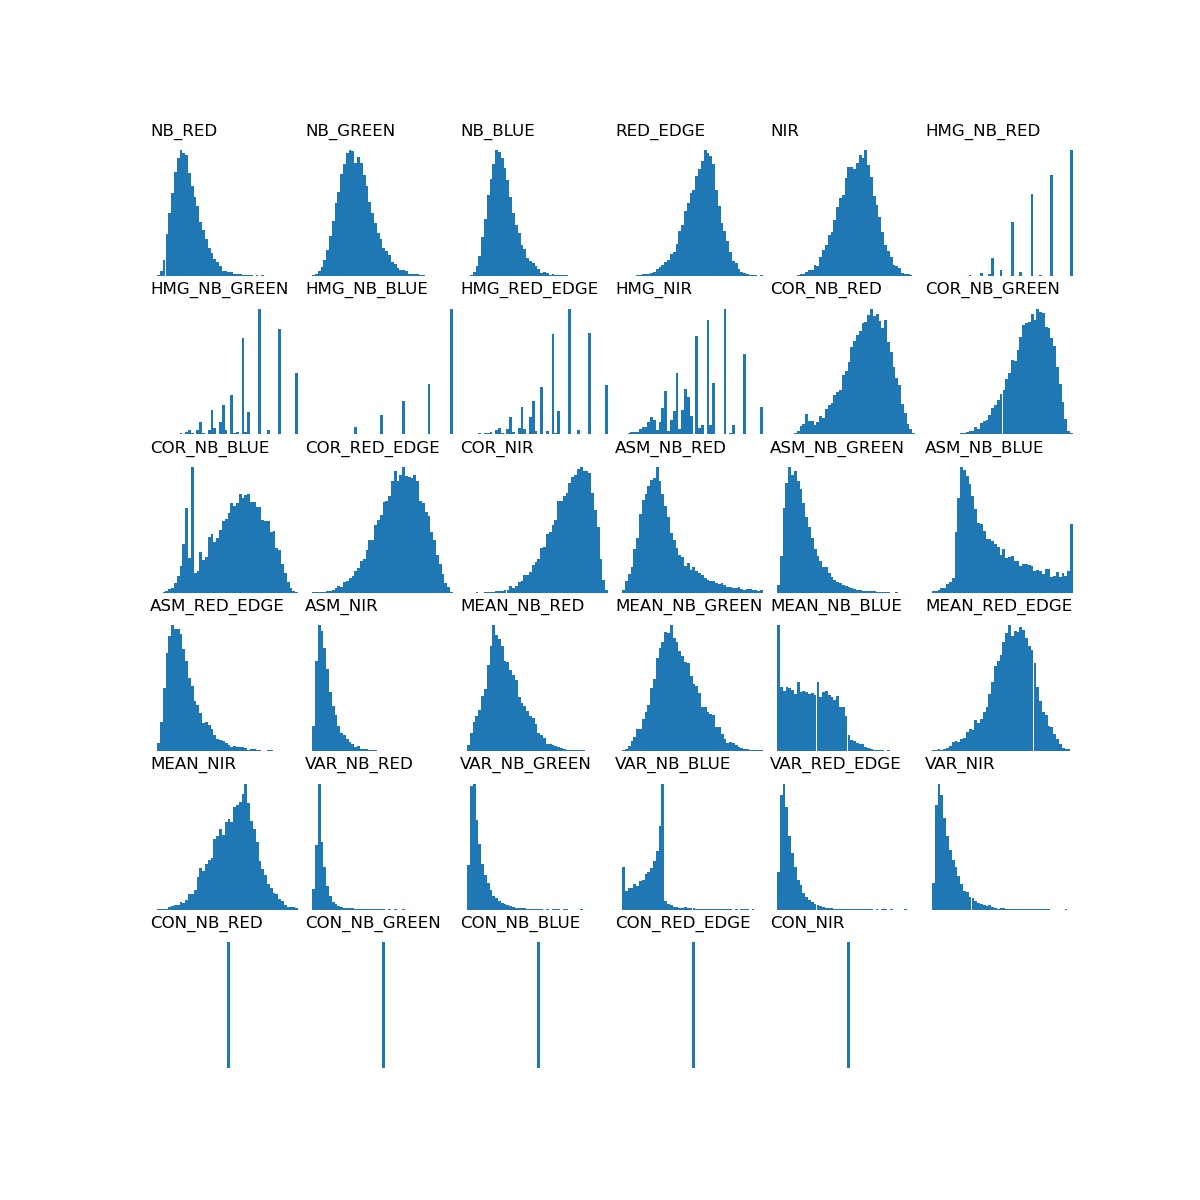 NB_RED NB_GREEN NB_BLUE RED_EDGE NIR HMG_NB_RED
HMG_NB_GREEN HMG_NB_BLUE HMG_RED_EDGE HMG_NIR COR_NB_RED COR_NB_GREEN
COR_NB_BLUE COR_RED_EDGE COR_NIR ASM_NB_RED ASM_NB_GREEN ASM_NB_BLUE
ASM_RED_EDGE ASM_NIR MEAN_NB_RED MEAN_NB_GREEN MEAN_NB_BLUE MEAN_RED_EDGE
MEAN_NIR VAR_NB_RED VAR_NB_GREEN VAR_NB_BLUE VAR_RED_EDGE VAR_NIR
CON_NB_RED CON_NB_GREEN CON_NB_BLUE CON_RED_EDGE CON_NIR